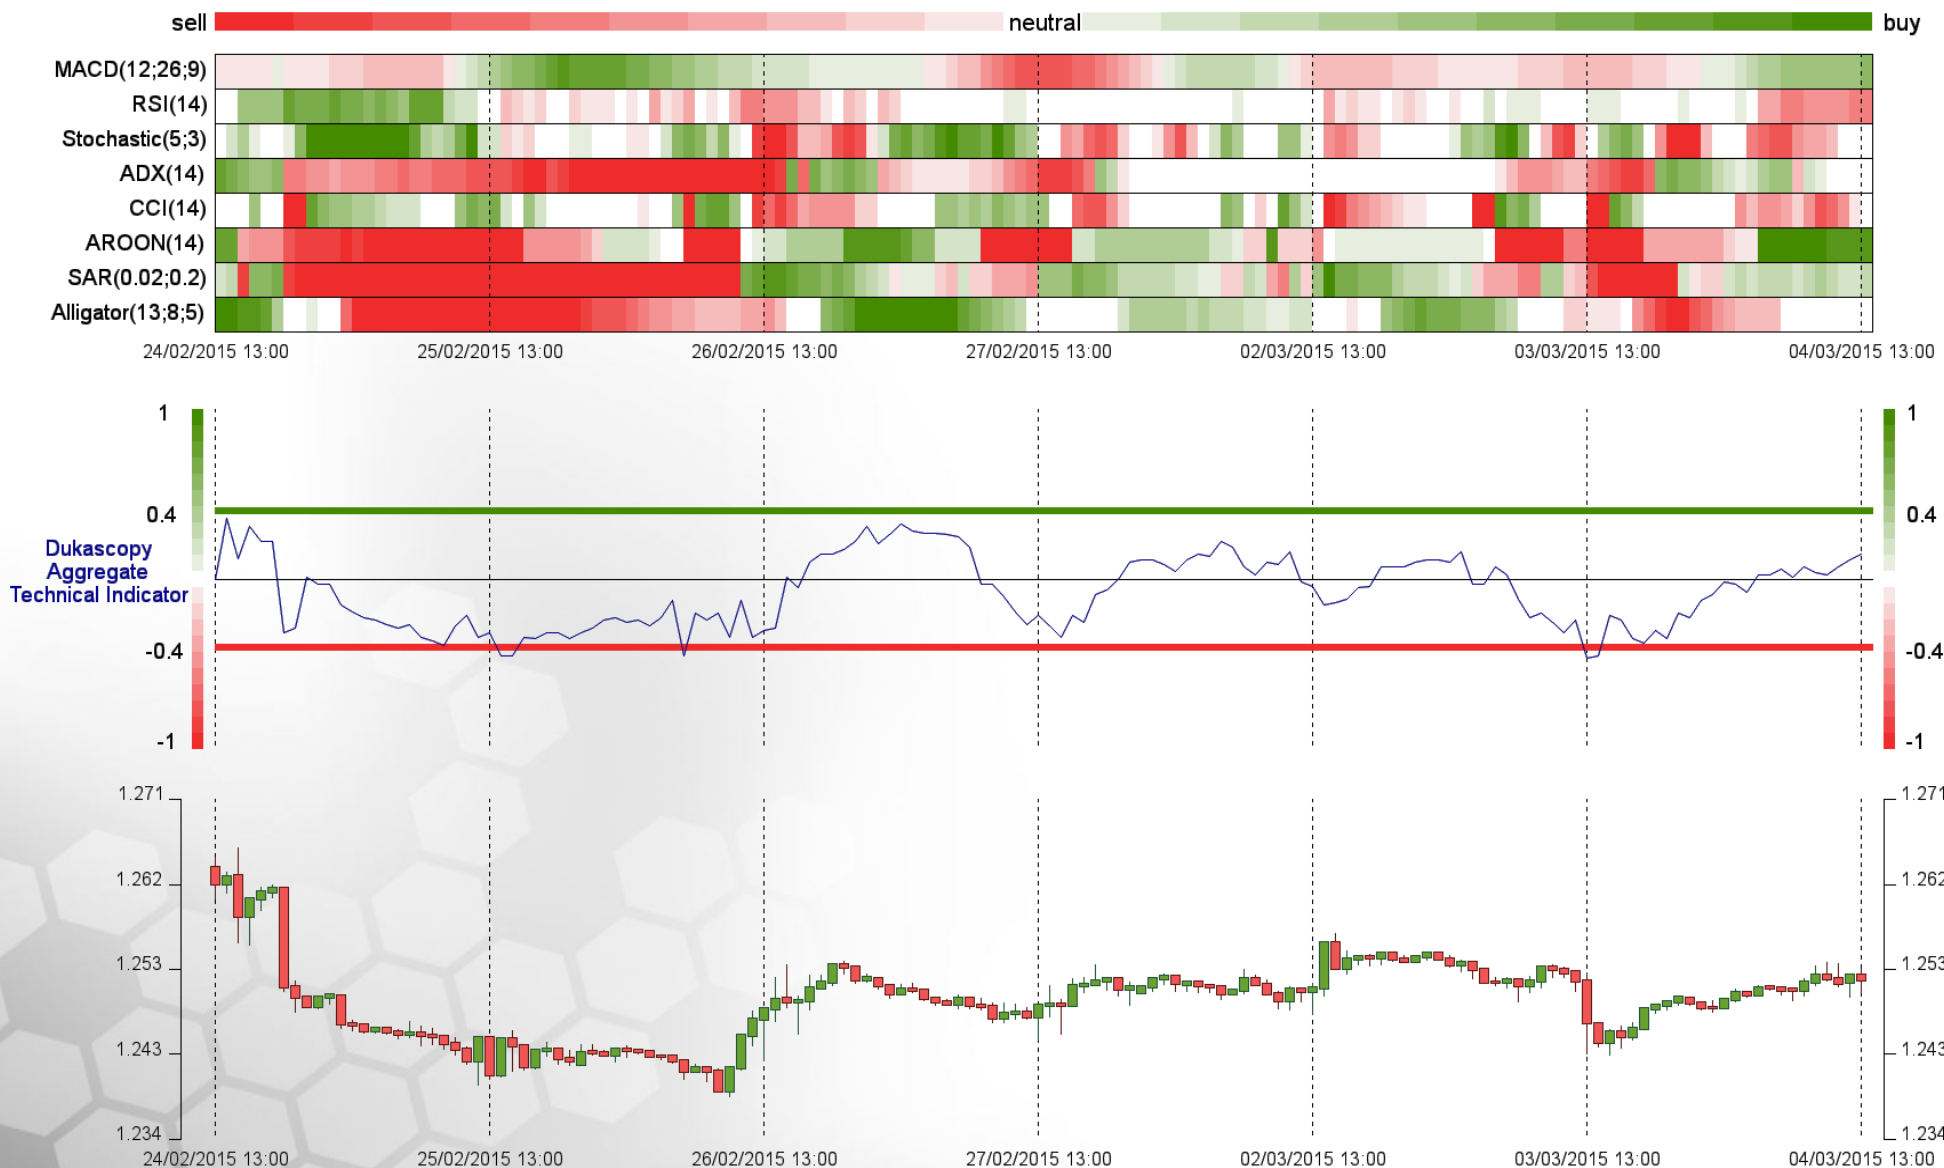 sell neutral buy
MACD(12;26;9)
RSI(14)
Stochastic(5;3)
ADX(14)
CCI(14)
AROON(14)
SAR(0.02;0.2)
Alligator(13;8;5)
24/02/2015 13:00 25/02/2015 13:00 26/02/2015 13:00 27/02/2015 13:00 02/03/2015 13:00 03/03/2015 13:00 04/03/2015 13:00
1 1
0.4 0.4
Dukascopy
Aggregate
Technical Indicator
-0.4 -0.4
-1 -1
1.271 1.271
1.262 1.262
1.253 1.253
1.243 1.243
1.234 1.234
24/02/2015 13:00 25/02/2015 13:00 26/02/2015 13:00 27/02/2015 13:00 02/03/2015 13:00 03/03/2015 13:00 04/03/2015 13:00